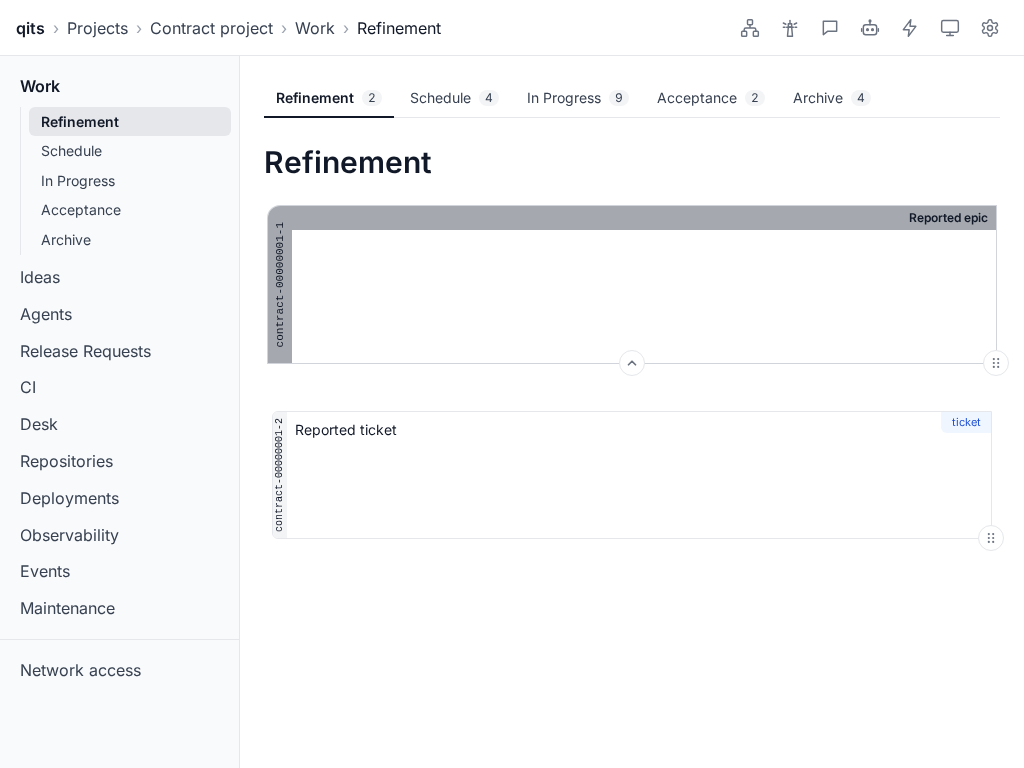 qits › Projects › Contract project › Work › Refinement
Work
Refinement
Schedule
In Progress
Acceptance
Archive
Ideas
Agents
Release Requests
CI
Desk
Repositories
Deployments
Observability
Events
Maintenance
Network access
Refinement 2 Schedule 4 In Progress 9 Acceptance 2 Archive 4
Refinement
Reported epic
contract-00000001-1
contract-00000001-2
Reported ticket
ticket